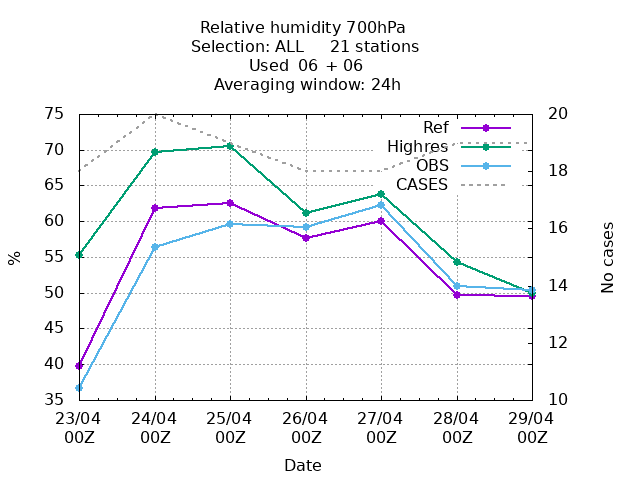 Relative humidity 700hPa
Selection: ALL     21 stations
Used  06 + 06
Averaging window: 24h
75 20
Ref
70 Highres
OBS
65 18
CASES
60 16
55
%
No cases
50 14
45
40 12
35 10
23/04 24/04 25/04 26/04 27/04 28/04 29/04
00Z 00Z 00Z 00Z 00Z 00Z 00Z
Date